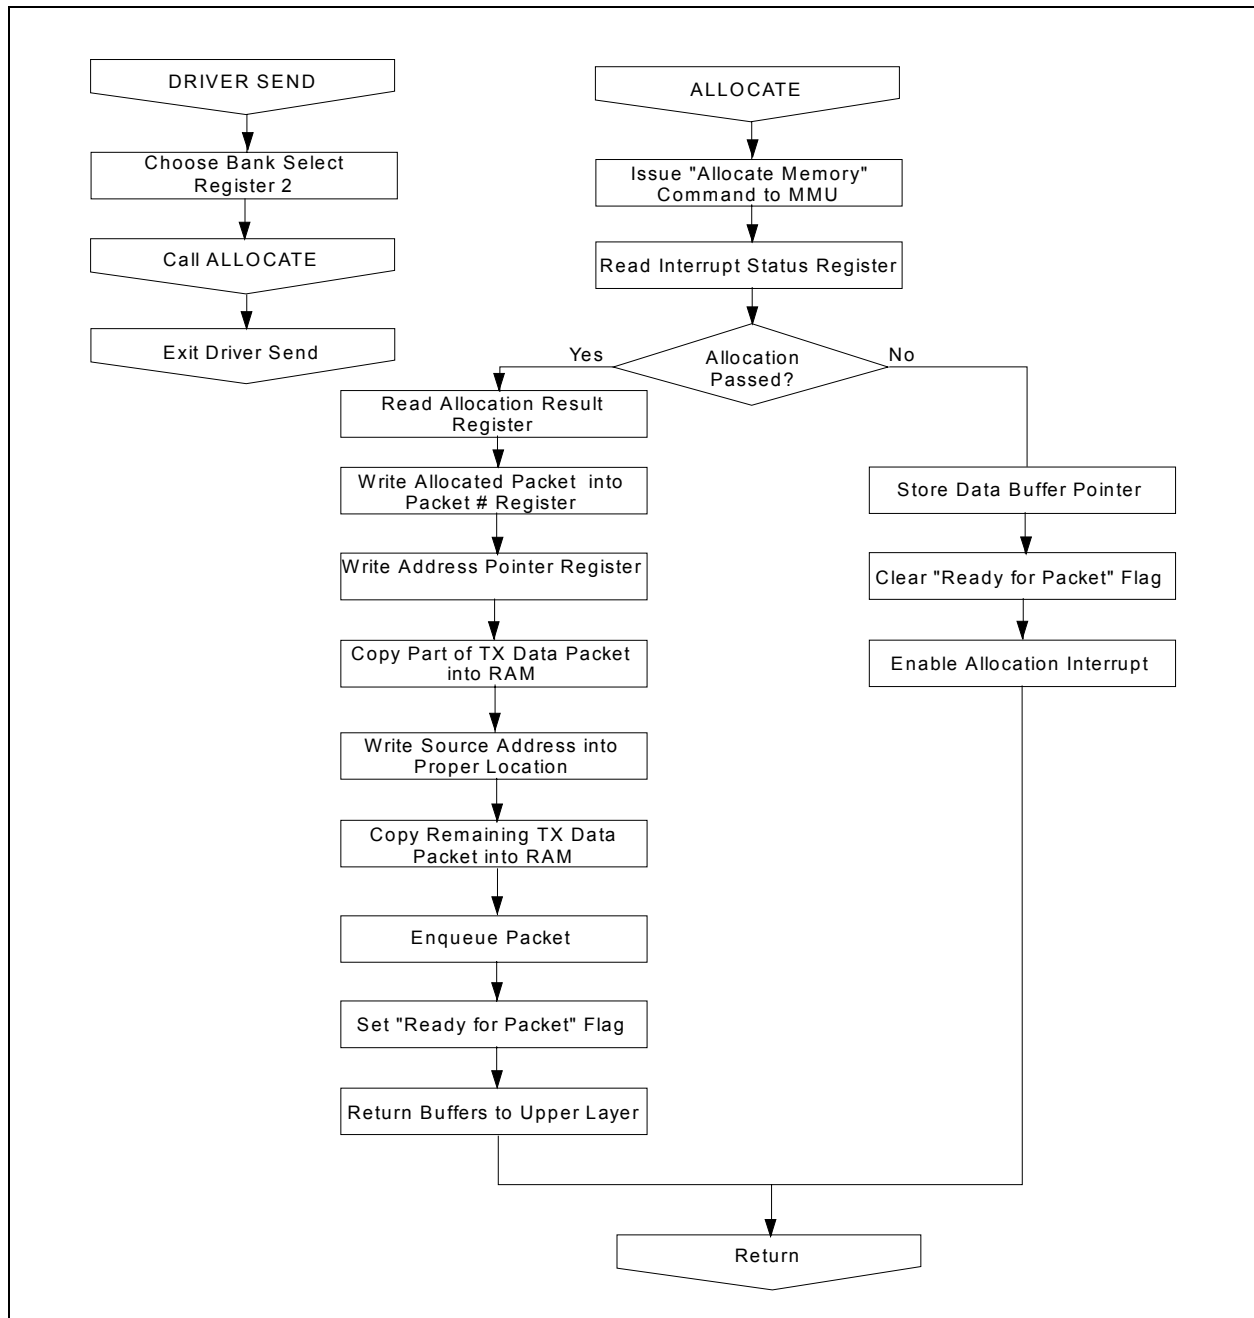 DRIVER SEND
Choose Bank Select
Register 2
Call ALLOCATE
Exit Driver Send
ALLOCATE
Issue "Allocate Memory"
Command to MMU
Read Interrupt Status Register
Allocation
Passed?
Yes
No
Read Allocation Result
Register
Write Allocated Packet into
Packet # Register
Write Address Pointer Register
Copy Part of TX Data Packet
into RAM
Write Source Address into
Proper Location
Copy Remaining TX Data
Packet into RAM
Enqueue Packet
Set "Ready for Packet" Flag
Return Buffers to Upper Layer
Store Data Buffer Pointer
Clear "Ready for Packet" Flag
Enable Allocation Interrupt
Return